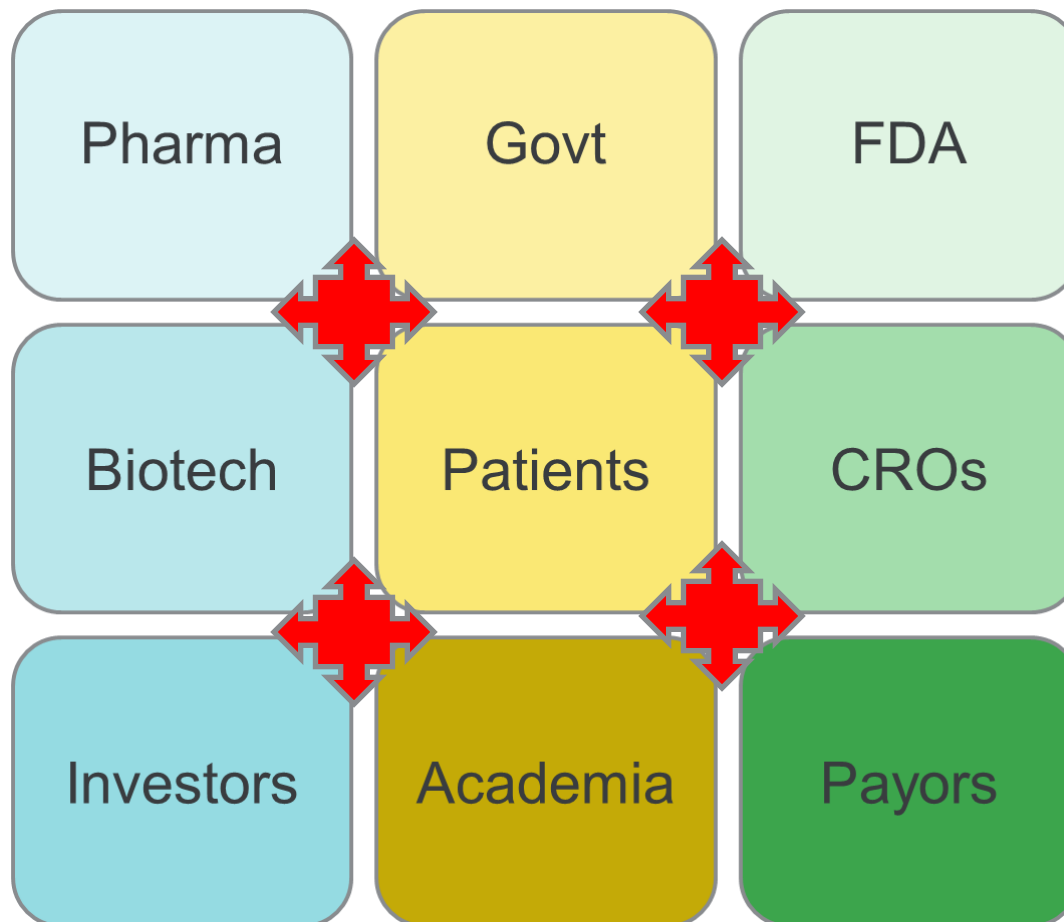 Pharma
Govt
FDA
Biotech
Patients
CROs
Investors
Academia
Payors